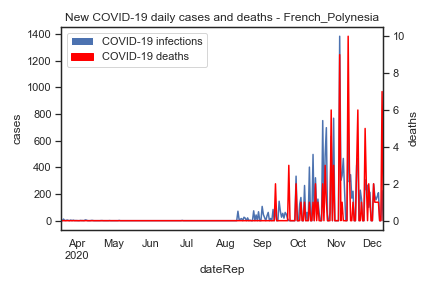 New COVID-19 daily cases and deaths - French_Polynesia
COVID-19 infections
COVID-19 deaths
1400
1200
1000
800
600
400
200
0
cases
10
8
6
4
2
0
deaths
Apr May Jun Jul Aug Sep Oct Nov Dec
2020
dateRep